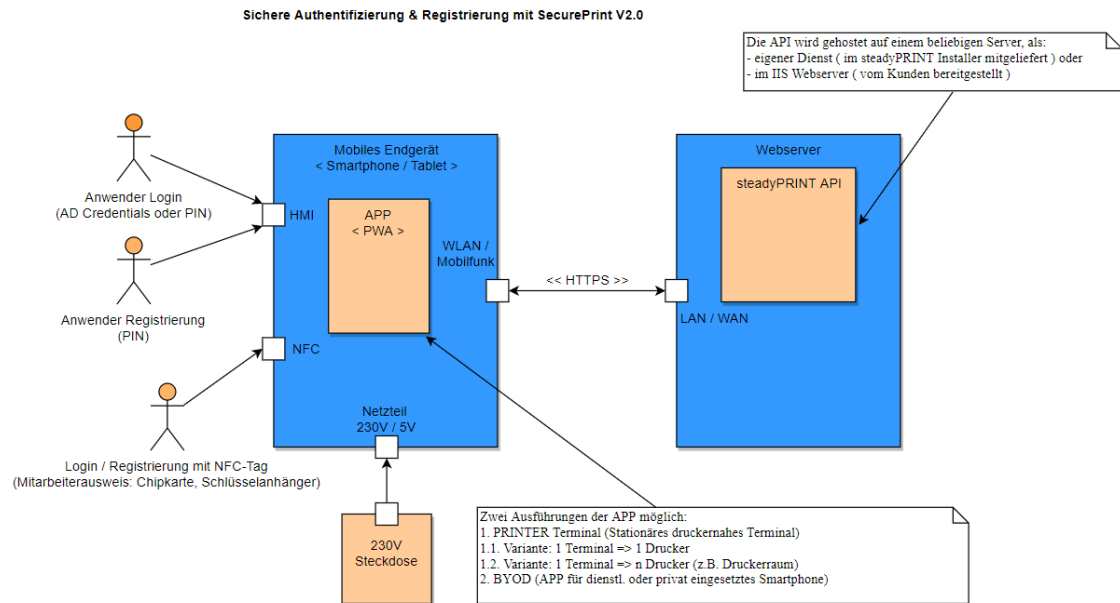 Sichere Authentifizierung & Registrierung mit SecurePrint V2.0
Die API wird gehostet auf einem beliebigen Server, als:
- eigener Dienst ( im steadyPRINT Installer mitgeliefert ) oder
- im IIS Webserver ( vom Kunden bereitgestellt )
Anwender Login
(AD Credentials oder PIN)
Anwender Registrierung
(PIN)
Login / Registrierung mit NFC-Tag
(Mitarbeiterausweis: Chipkarte, Schlüsselanhänger)
Mobiles Endgerät
< Smartphone / Tablet >
HMI
APP
< PWA >
WLAN /
Mobilfunk
NFC
Netzteil
230V / 5V
230V
Steckdose
<< HTTPS >>
Webserver
steadyPRINT API
LAN / WAN
Zwei Ausführungen der APP möglich:
1. PRINTER Terminal (Stationäres druckernahes Terminal)
1.1. Variante: 1 Terminal => 1 Drucker
1.2. Variante: 1 Terminal => n Drucker (z.B. Druckerraum)
2. BYOD (APP für dienstl. oder privat eingesetztes Smartphone)